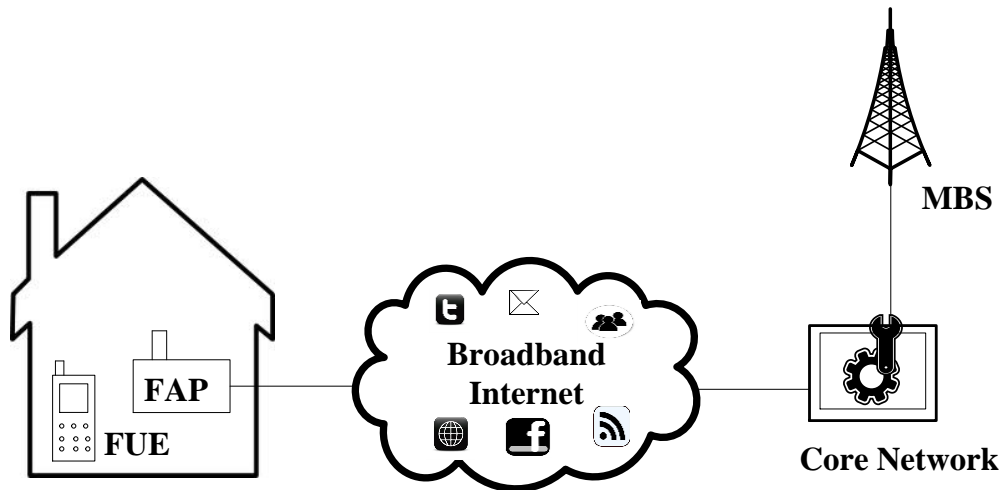 MBS
Broadband
Internet
FAP
FUE
Core Network
t
f